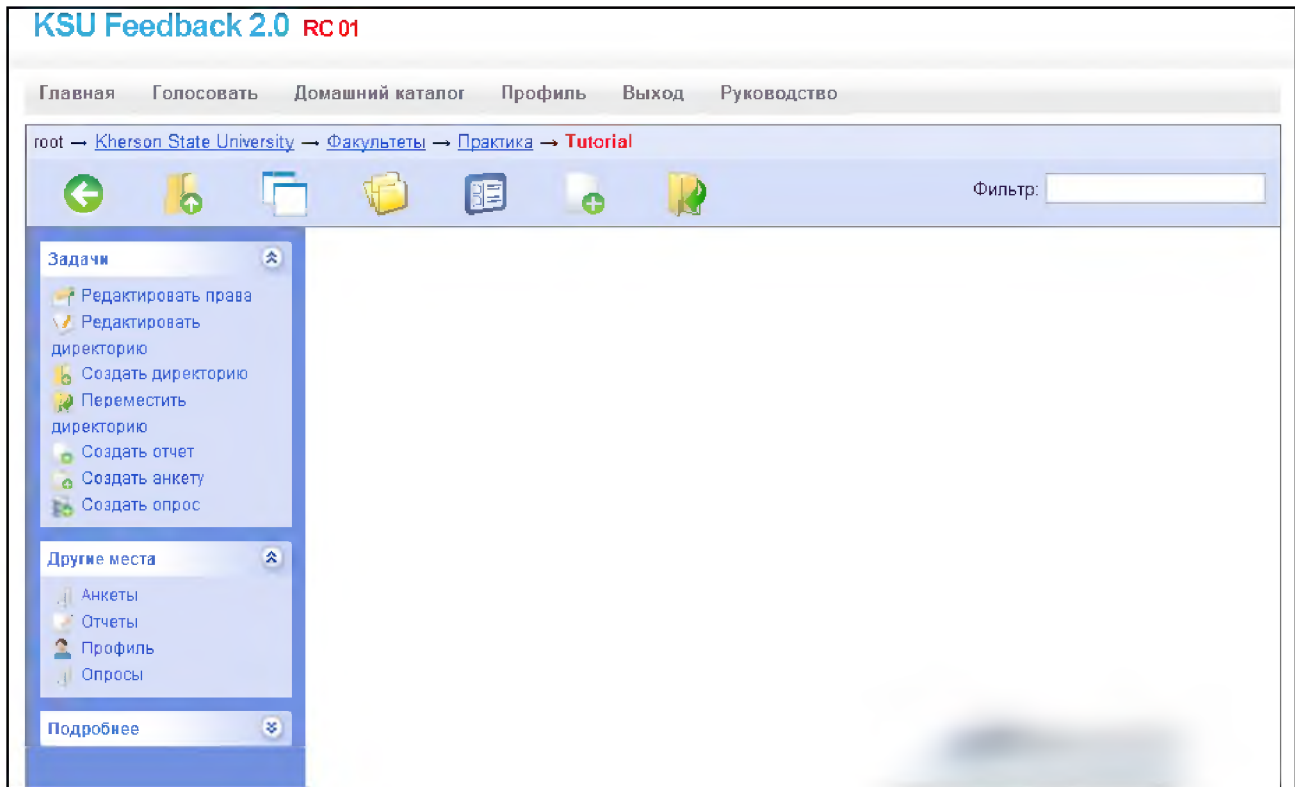 KSU Feedback 2.0 RC 01
Главная Голосовать Домашний каталог Профиль Выход Руководство
root → Kherson State University → Факультеты → Практика → Tutorial
Фильтр:
Задачи
Редактировать права
Редактировать
директорию
Создать директорию
Переместить
директорию
Создать отчет
Создать анкету
Создать опрос
Другие места
Анкеты
Отчеты
Профиль
Опросы
Подробнее